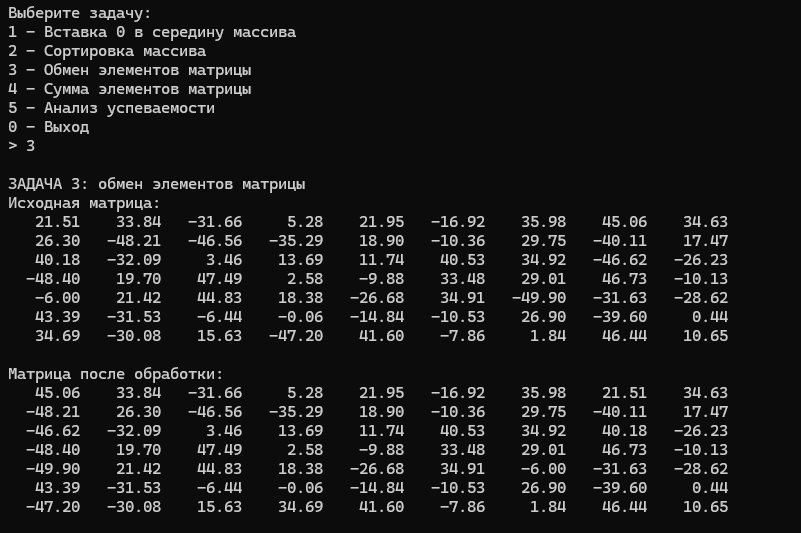 Выберите задачу:
1 - Вставка 0 в середину массива
2 - Сортировка массива
3 - Обмен элементов матрицы
4 - Сумма элементов матрицы
5 - Анализ успеваемости
0 - Выход
> 3
ЗАДАЧА 3: обмен элементов матрицы
Исходная матрица:
21.51 33.84 -31.66 5.28 21.95 -16.92 35.98 45.06 34.63
26.30 -48.21 -46.56 -35.29 18.90 -10.36 29.75 -40.11 17.47
40.18 -32.09 3.46 13.69 11.74 40.53 34.92 -46.62 -26.23
-48.40 19.70 47.49 2.58 -9.88 33.48 29.01 46.73 -10.13
-6.00 21.42 44.83 18.38 -26.68 34.91 -49.90 -31.63 -28.62
43.39 -31.53 -6.44 -0.06 -14.84 -10.53 26.90 -39.60 0.44
34.69 -30.08 15.63 -47.20 41.60 -7.86 1.84 46.44 10.65
Матрица после обработки:
45.06 33.84 -31.66 5.28 21.95 -16.92 35.98 21.51 34.63
-48.21 26.30 -46.56 -35.29 18.90 -10.36 29.75 -40.11 17.47
-46.62 -32.09 3.46 13.69 11.74 40.53 34.92 40.18 -26.23
-48.40 19.70 47.49 2.58 -9.88 33.48 29.01 46.73 -10.13
-49.90 21.42 44.83 18.38 -26.68 34.91 -6.00 -31.63 -28.62
43.39 -31.53 -6.44 -0.06 -14.84 -10.53 26.90 -39.60 0.44
-47.20 -30.08 15.63 34.69 41.60 -7.86 1.84 46.44 10.65